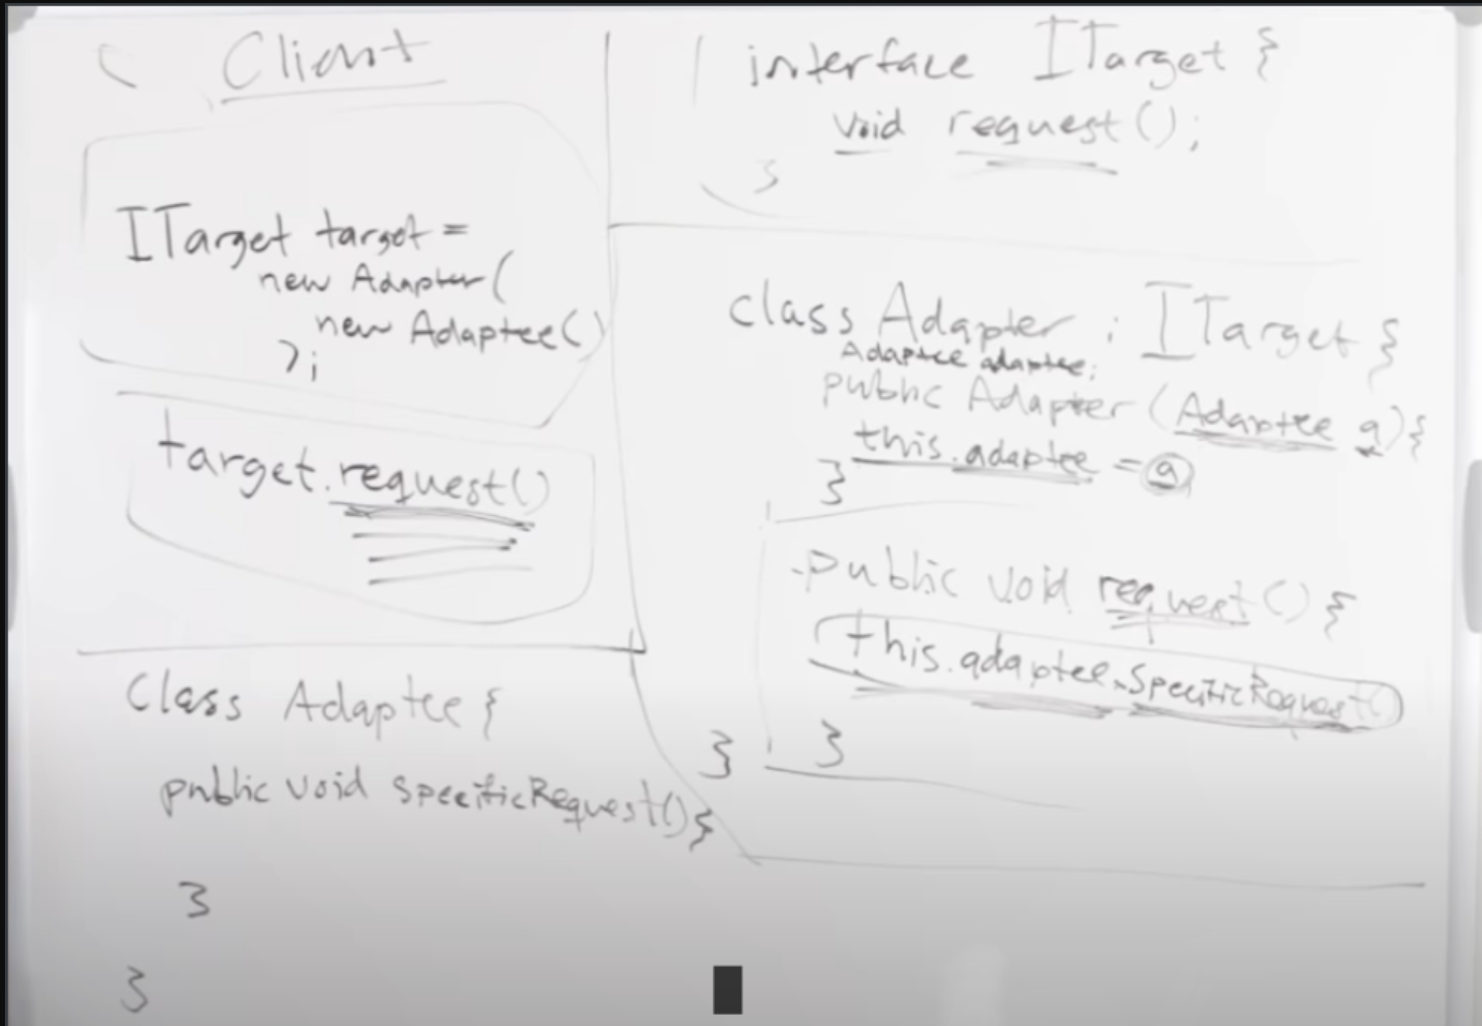 Client
ITarget target =
new Adapter(
new Adaptee()
);
target.request()
class Adaptee {
public void specificRequest(){
}
}
interface ITarget {
void request();
}
class Adapter : ITarget {
Adaptee adaptee;
public Adapter (Adaptee a){
this.adaptee = a
}
public void request() {
this.adaptee.specificRequest()
}
}